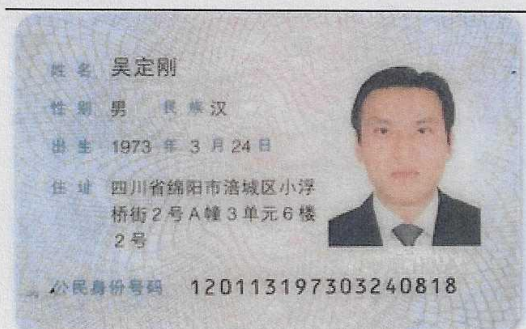 姓名 吴定刚
性别 男 民族 汉
出生 1973 年 3 月 24 日
住址 四川省绵阳市涪城区小浮
桥街2号A幢3单元6楼
2号
公民身份号码 120113197303240818